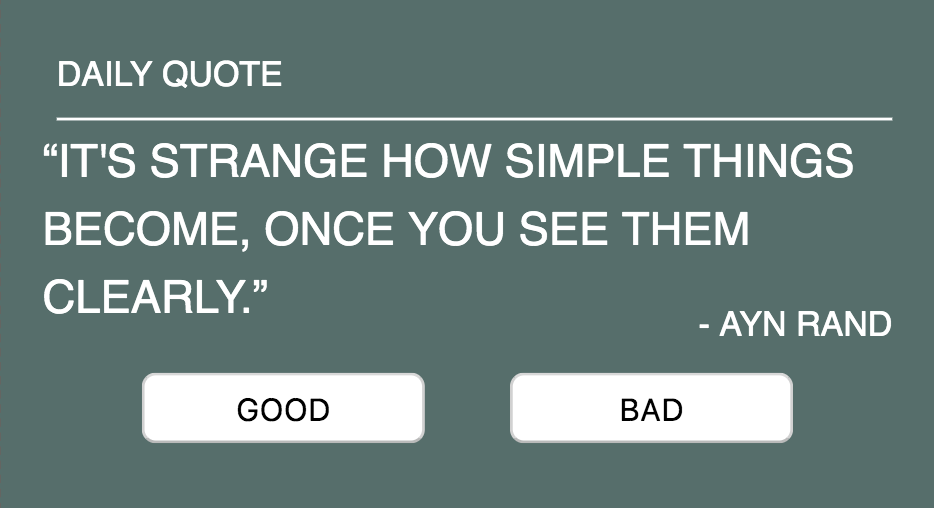 DAILY QUOTE
“IT'S STRANGE HOW SIMPLE THINGS
BECOME, ONCE YOU SEE THEM
CLEARLY.”
- AYN RAND
GOOD
BAD